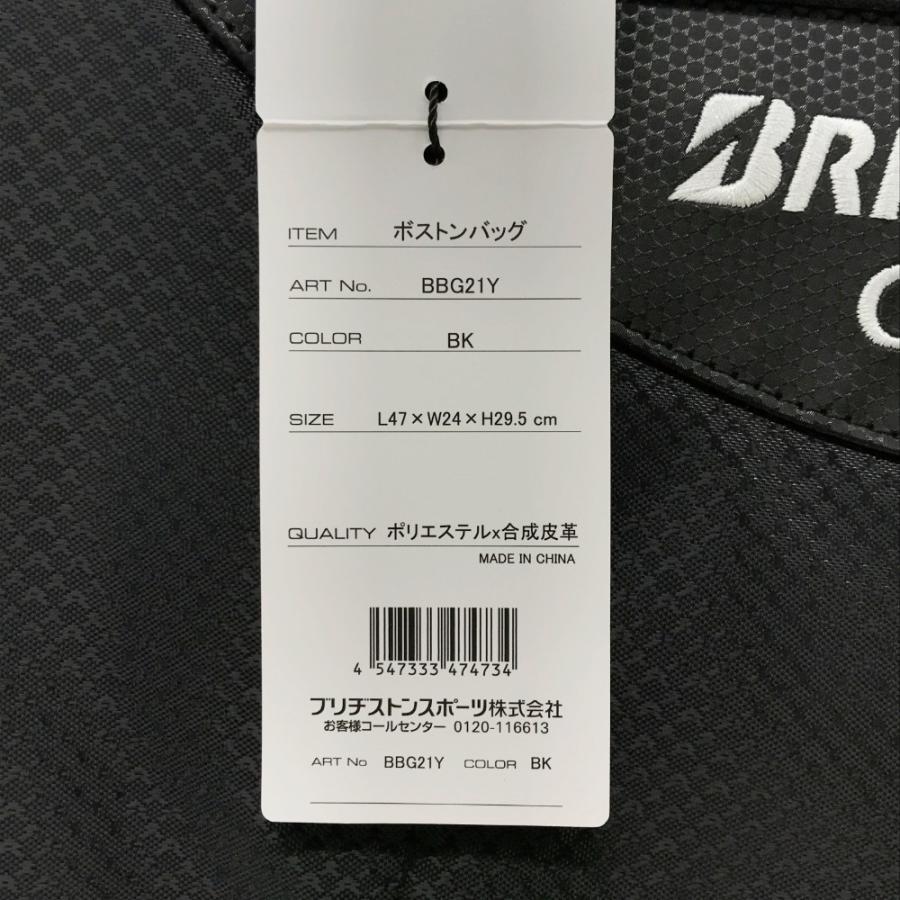 ITEM ボストンバッグ
ART No. BBG21Y
COLOR BK
SIZE L47×W24×H29.5 cm
QUALITY ポリエステルx合成皮革
MADE IN CHINA
4 547333 474734
ブリヂストンスポーツ株式会社
お客様コールセンター 0120-116613
ART No BBG21Y COLOR BK